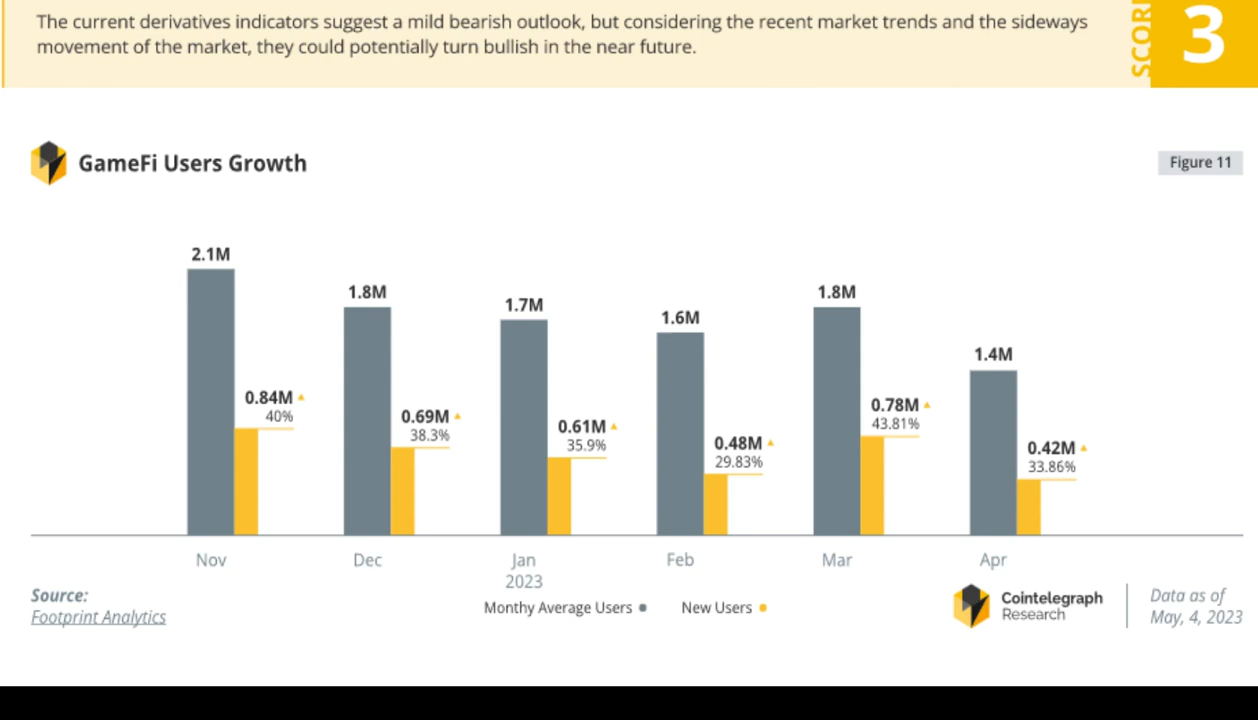 The current derivatives indicators suggest a mild bearish outlook, but considering the recent market trends and the sideways
movement of the market, they could potentially turn bullish in the near future.
3
GameFi Users Growth
Figure 11
2.1M
0.84M
40%
1.8M
0.69M
38.3%
1.7M
0.61M
35.9%
1.6M
0.48M
29.83%
1.8M
0.78M
43.81%
1.4M
0.42M
33.86%
Nov
Dec
Jan
2023
Feb
Mar
Apr
Source:
Footprint Analytics
Monthy Average Users
New Users
Cointelegraph
Research
Data as of
May, 4, 2023